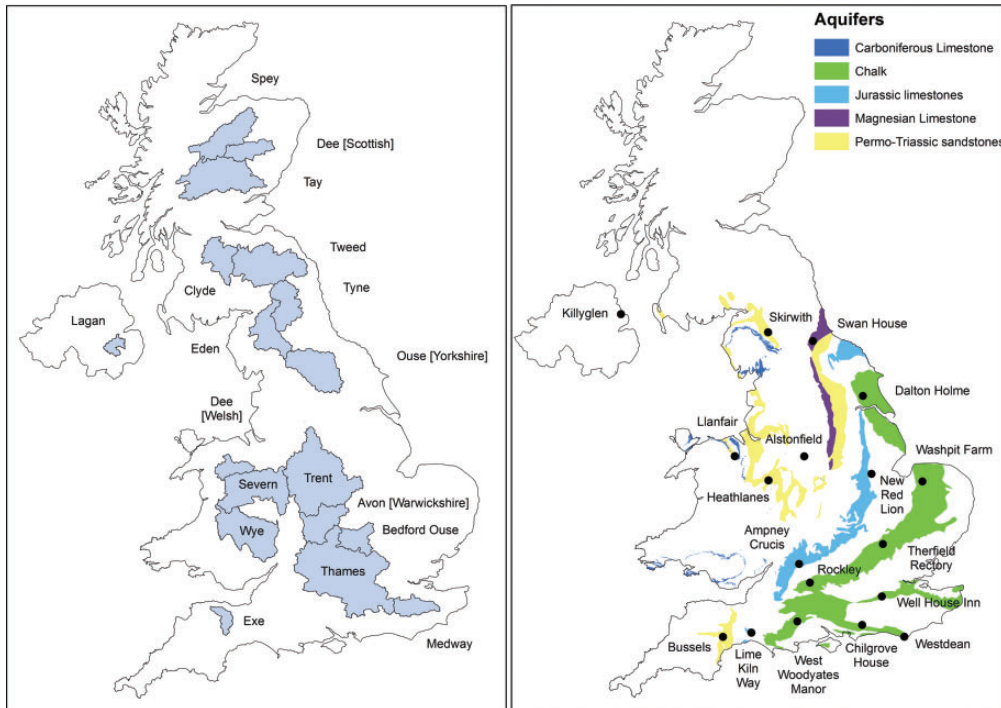 Spey
Dee [Scottish]
Tay
Tweed
Tyne
Clyde
Lagan
Eden
Ouse [Yorkshire]
Dee
[Welsh]
Severn
Trent
Avon [Warwickshire]
Wye
Bedford Ouse
Thames
Exe
Medway
Aquifers
Carboniferous Limestone
Chalk
Jurassic limestones
Magnesian Limestone
Permo-Triassic sandstones
Killyglen
Skirwith
Swan House
Dalton Holme
Llanfair
Alstonfield
Washpit Farm
Heathlanes
New
Red
Lion
Ampney
Crucis
Therfield
Rectory
Rockley
Well House Inn
Bussels
Lime
Kiln
Way
West
Woodyates
Manor
Chilgrove
House
Westdean